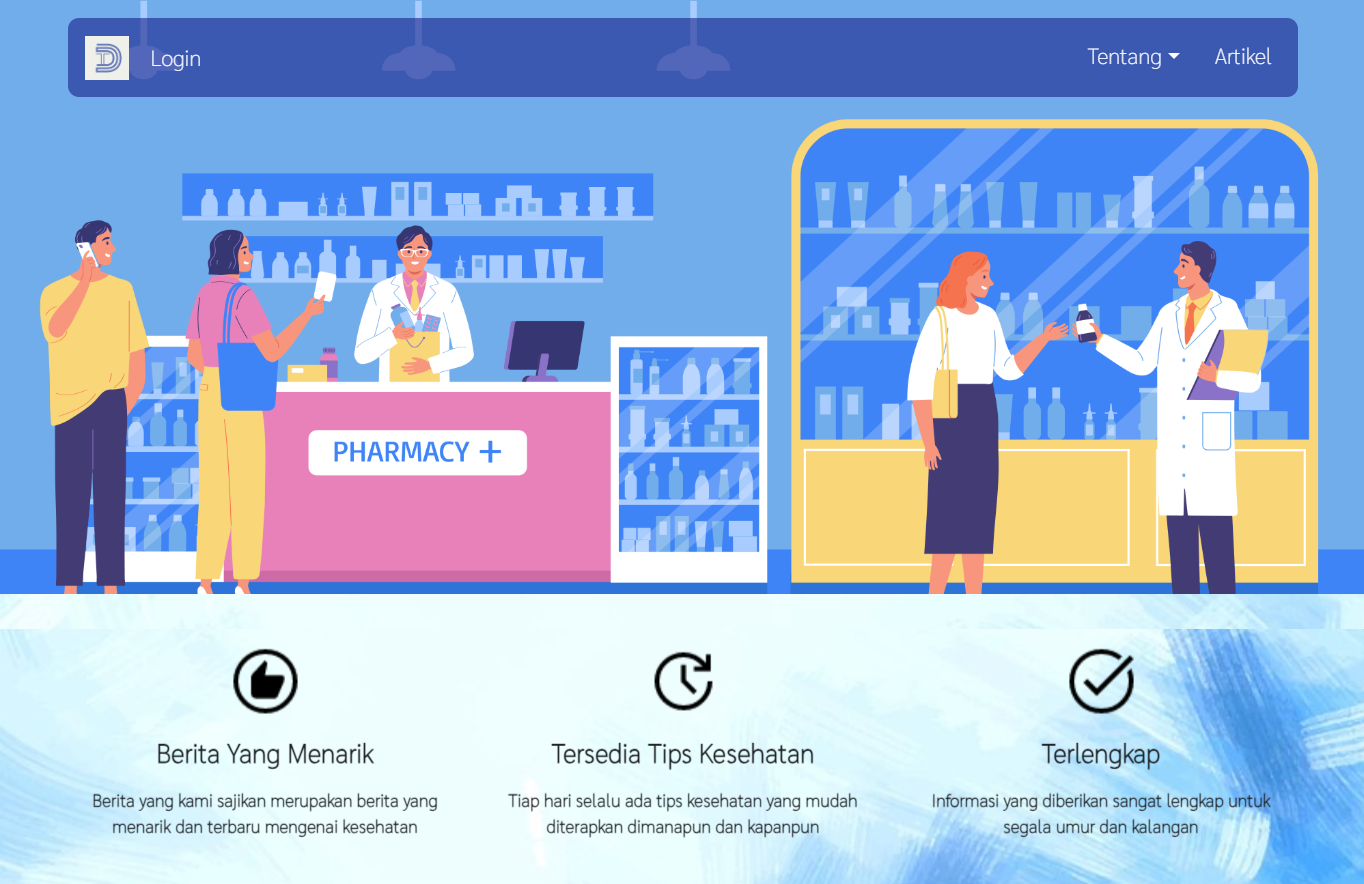 Login
Tentang
Artikel
PHARMACY +
Berita Yang Menarik
Berita yang kami sajikan merupakan berita yang
menarik dan terbaru mengenai kesehatan
Tersedia Tips Kesehatan
Tiap hari selalu ada tips kesehatan yang mudah
diterapkan dimanapun dan kapanpun
Terlengkap
Informasi yang diberikan sangat lengkap untuk
segala umur dan kalangan